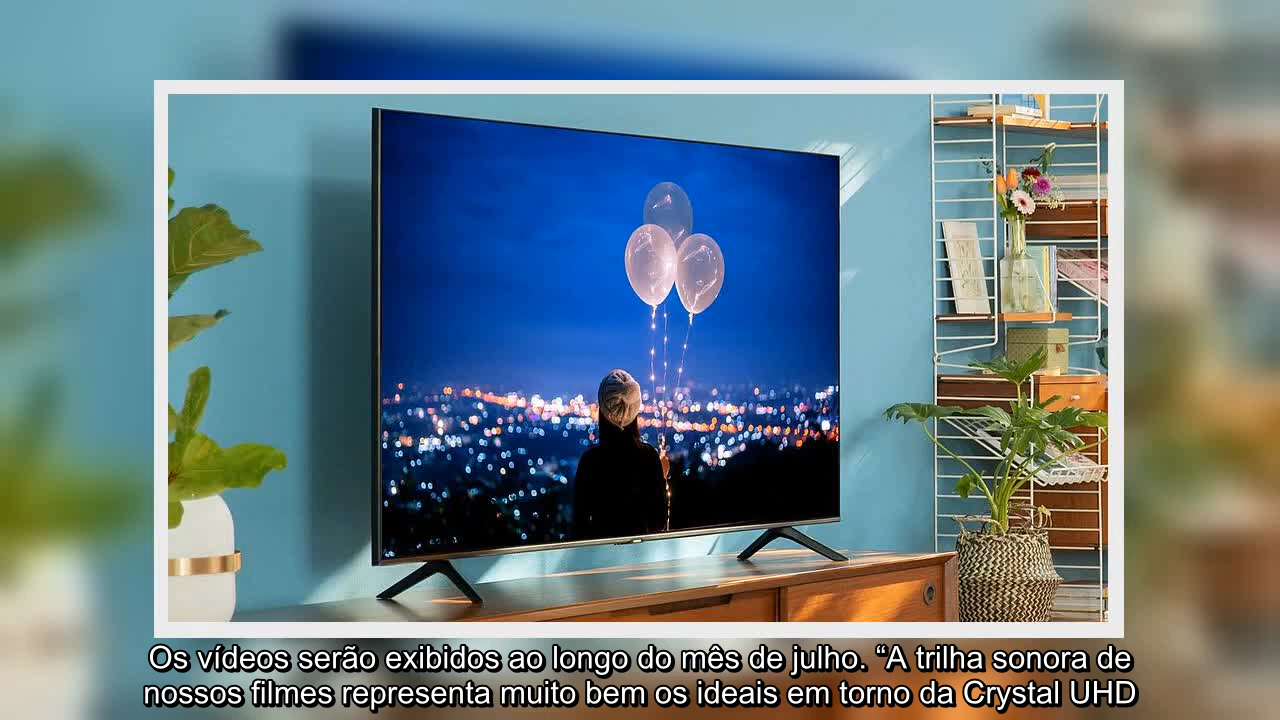 Os vídeos serão exibidos ao longo do mês de julho. “A trilha sonora de
nossos filmes representa muito bem os ideais em torno da Crystal UHD